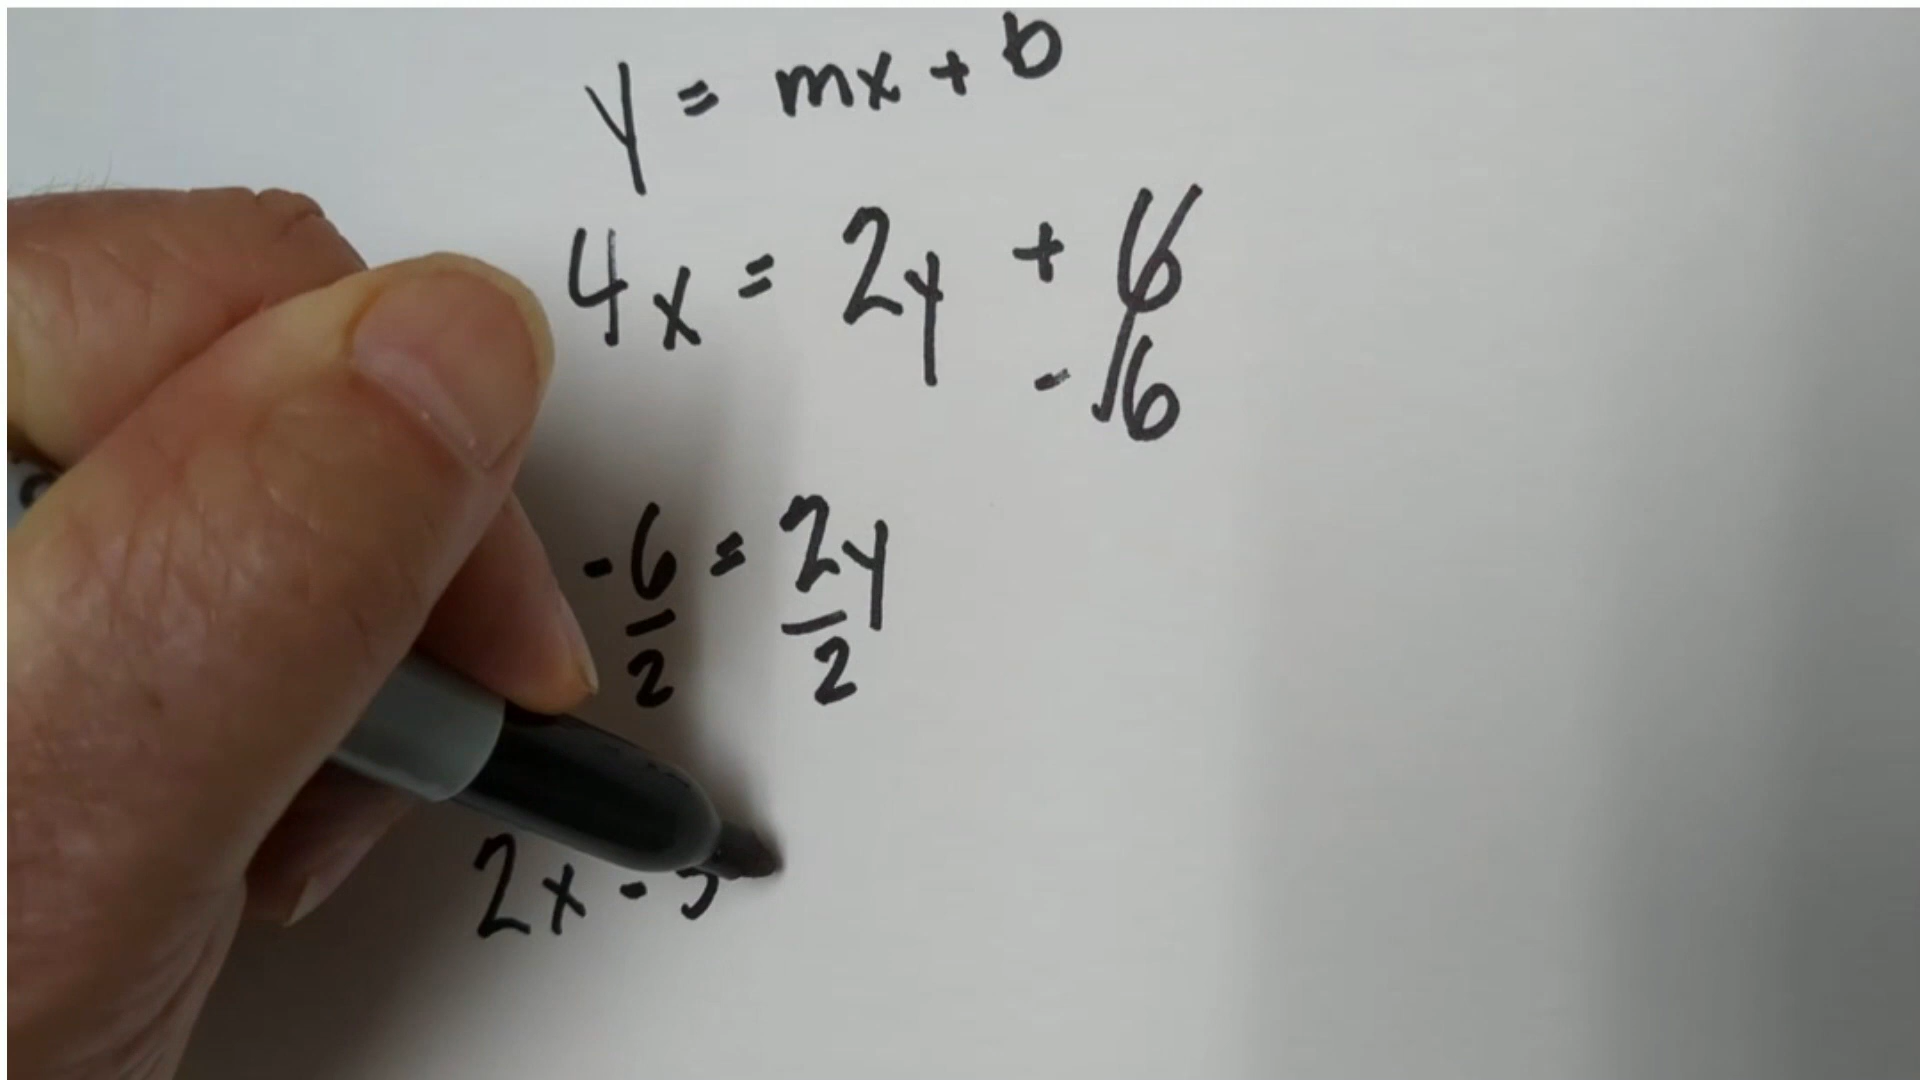 y = mx + b
4x = 2y + 6
- 6
-6 = 2y
2 2
2x -